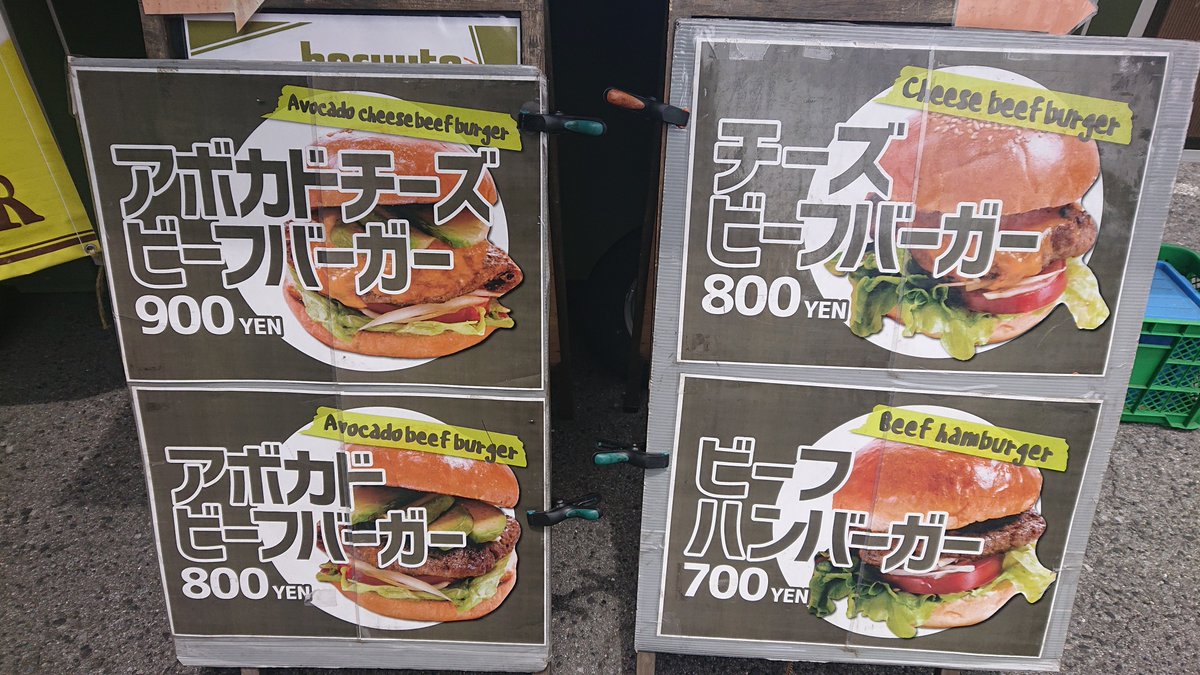 Avocado cheese beef burger
アボカドチーズ
ビーフバーガー
900 YEN
Avocado beef burger
アボカド
ビーフバーガー
800 YEN
Cheese beef burger
チーズ
ビーフバーガー
800 YEN
Beef hamburger
ビーフ
ハンバーガー
700 YEN